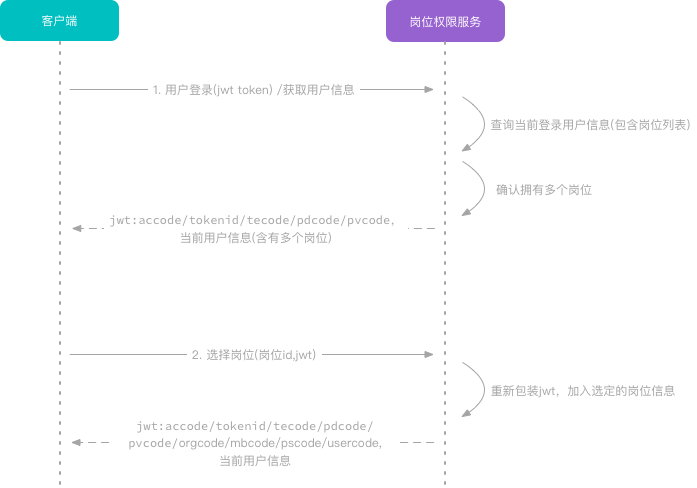 客户端
岗位权限服务
1. 用户登录(jwt token) /获取用户信息
查询当前登录用户信息(包含岗位列表)
确认拥有多个岗位
jwt:accode/tokenid/tecode/pdcode/pvcode,
当前用户信息(含有多个岗位)
2. 选择岗位(岗位id,jwt)
重新包装jwt，加入选定的岗位信息
jwt:accode/tokenid/tecode/pdcode/
pvcode/orgcode/mbcode/pscode/usercode,
当前用户信息